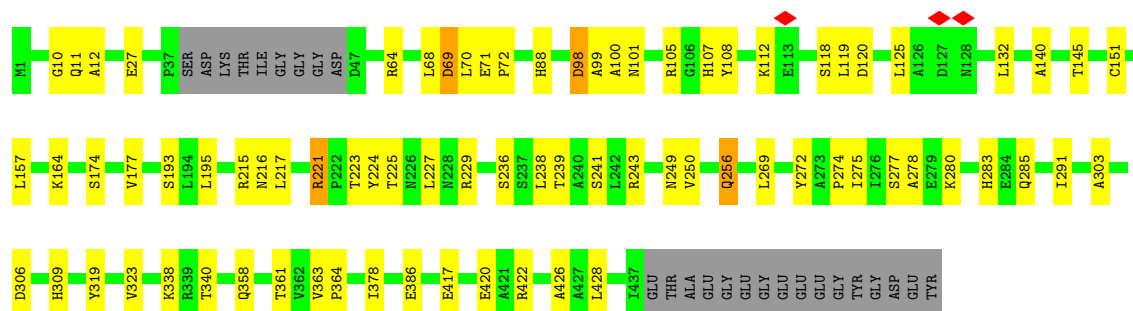 M1 G10 Q11 A12 E27 P37 SER ASP LYS THR ILE GLY GLY GLY ASP D47 R64 L68 D69 L70 E71 P72 H88 D98 A99 A100 N101 R105 G106 H107 Y108 K112 E113 S118 L119 D120 L125 A126 D127 N128 L132 A140 T145 C151
L157 K164 S174 V177 S193 L194 L195 R215 N216 L217 R221 P222 T223 Y224 T225 N226 L227 N228 R229 S236 S237 L238 T239 A240 S241 L242 R243 N249 V250 Q256 L269 Y272 A273 P274 I275 I276 S277 A278 E279 K280 H283 E284 Q285 I291 A303
D306 H309 Y319 V323 K338 R339 T340 Q358 T361 V362 V363 P364 I378 E386 E417 E420 A421 R422 A426 A427 L428 I437 GLU THR ALA GLU GLY GLU GLY GLU GLU GLU GLY TYR GLY ASP GLU TYR